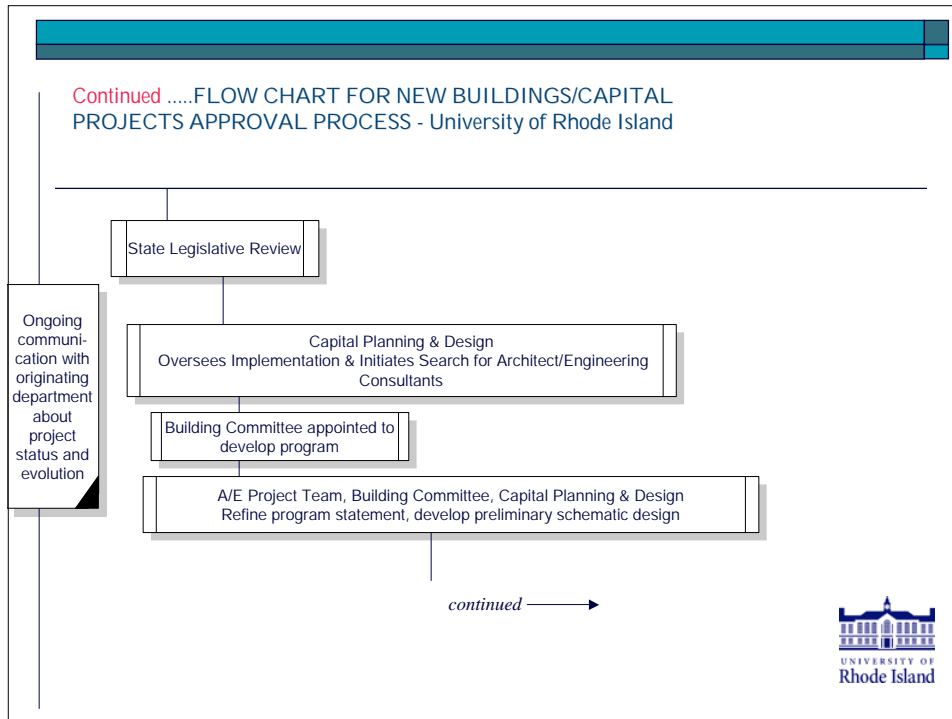 Continued .....FLOW CHART FOR NEW BUILDINGS/CAPITAL
PROJECTS APPROVAL PROCESS - University of Rhode Island
State Legislative Review
Ongoing
communi-
cation with
originating
department
about
project
status and
evolution
Capital Planning & Design
Oversees Implementation & Initiates Search for Architect/Engineering
Consultants
Building Committee appointed to
develop program
A/E Project Team, Building Committee, Capital Planning & Design
Refine program statement, develop preliminary schematic design
continued
UNIVERSITY OF
Rhode Island